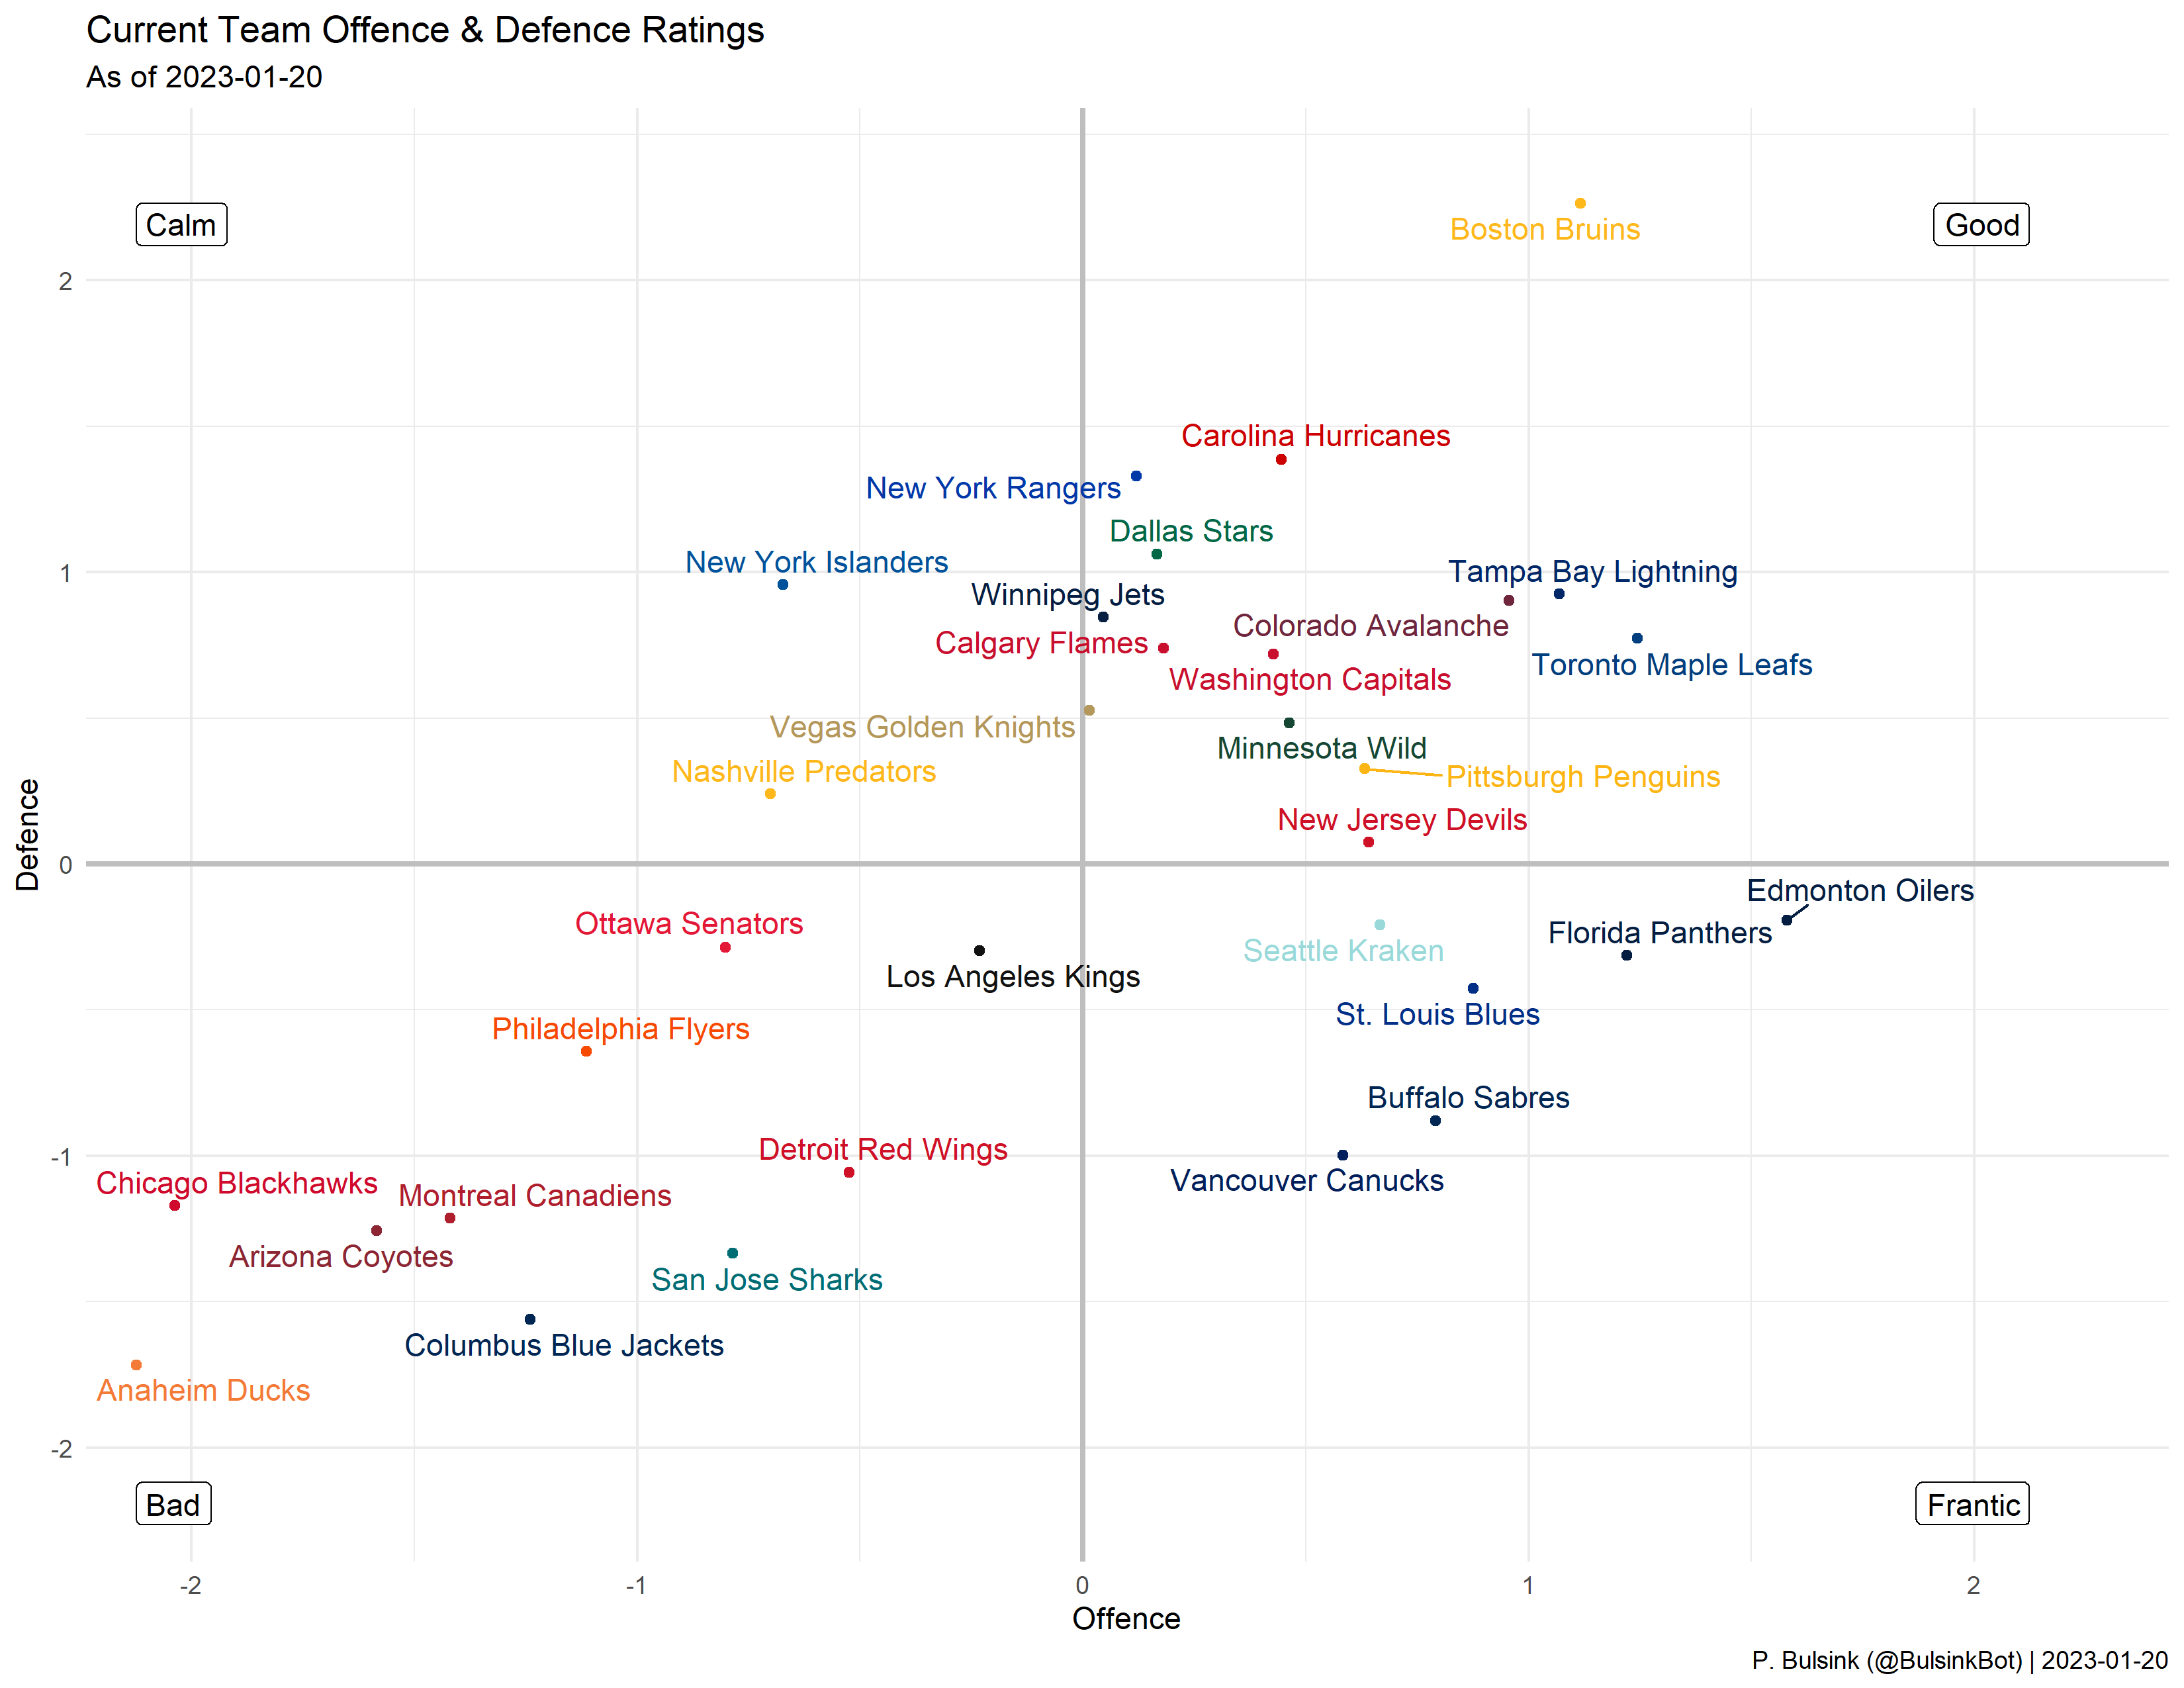 Current Team Offence & Defence Ratings
As of 2023-01-20
Calm
Good
Boston Bruins
2
Carolina Hurricanes
New York Rangers
Dallas Stars
New York Islanders
Tampa Bay Lightning
1
Winnipeg Jets
Colorado Avalanche
Calgary Flames
Toronto Maple Leafs
Washington Capitals
Vegas Golden Knights
Minnesota Wild
Nashville Predators
Pittsburgh Penguins
New Jersey Devils
Defence
0
Edmonton Oilers
Ottawa Senators
Florida Panthers
Seattle Kraken
Los Angeles Kings
St. Louis Blues
Philadelphia Flyers
Buffalo Sabres
Detroit Red Wings
-1
Chicago Blackhawks
Vancouver Canucks
Montreal Canadiens
Arizona Coyotes
San Jose Sharks
Columbus Blue Jackets
Anaheim Ducks
-2
Bad
Frantic
-2 -1 0 1 2
Offence
P. Bulsink (@BulsinkBot) | 2023-01-20